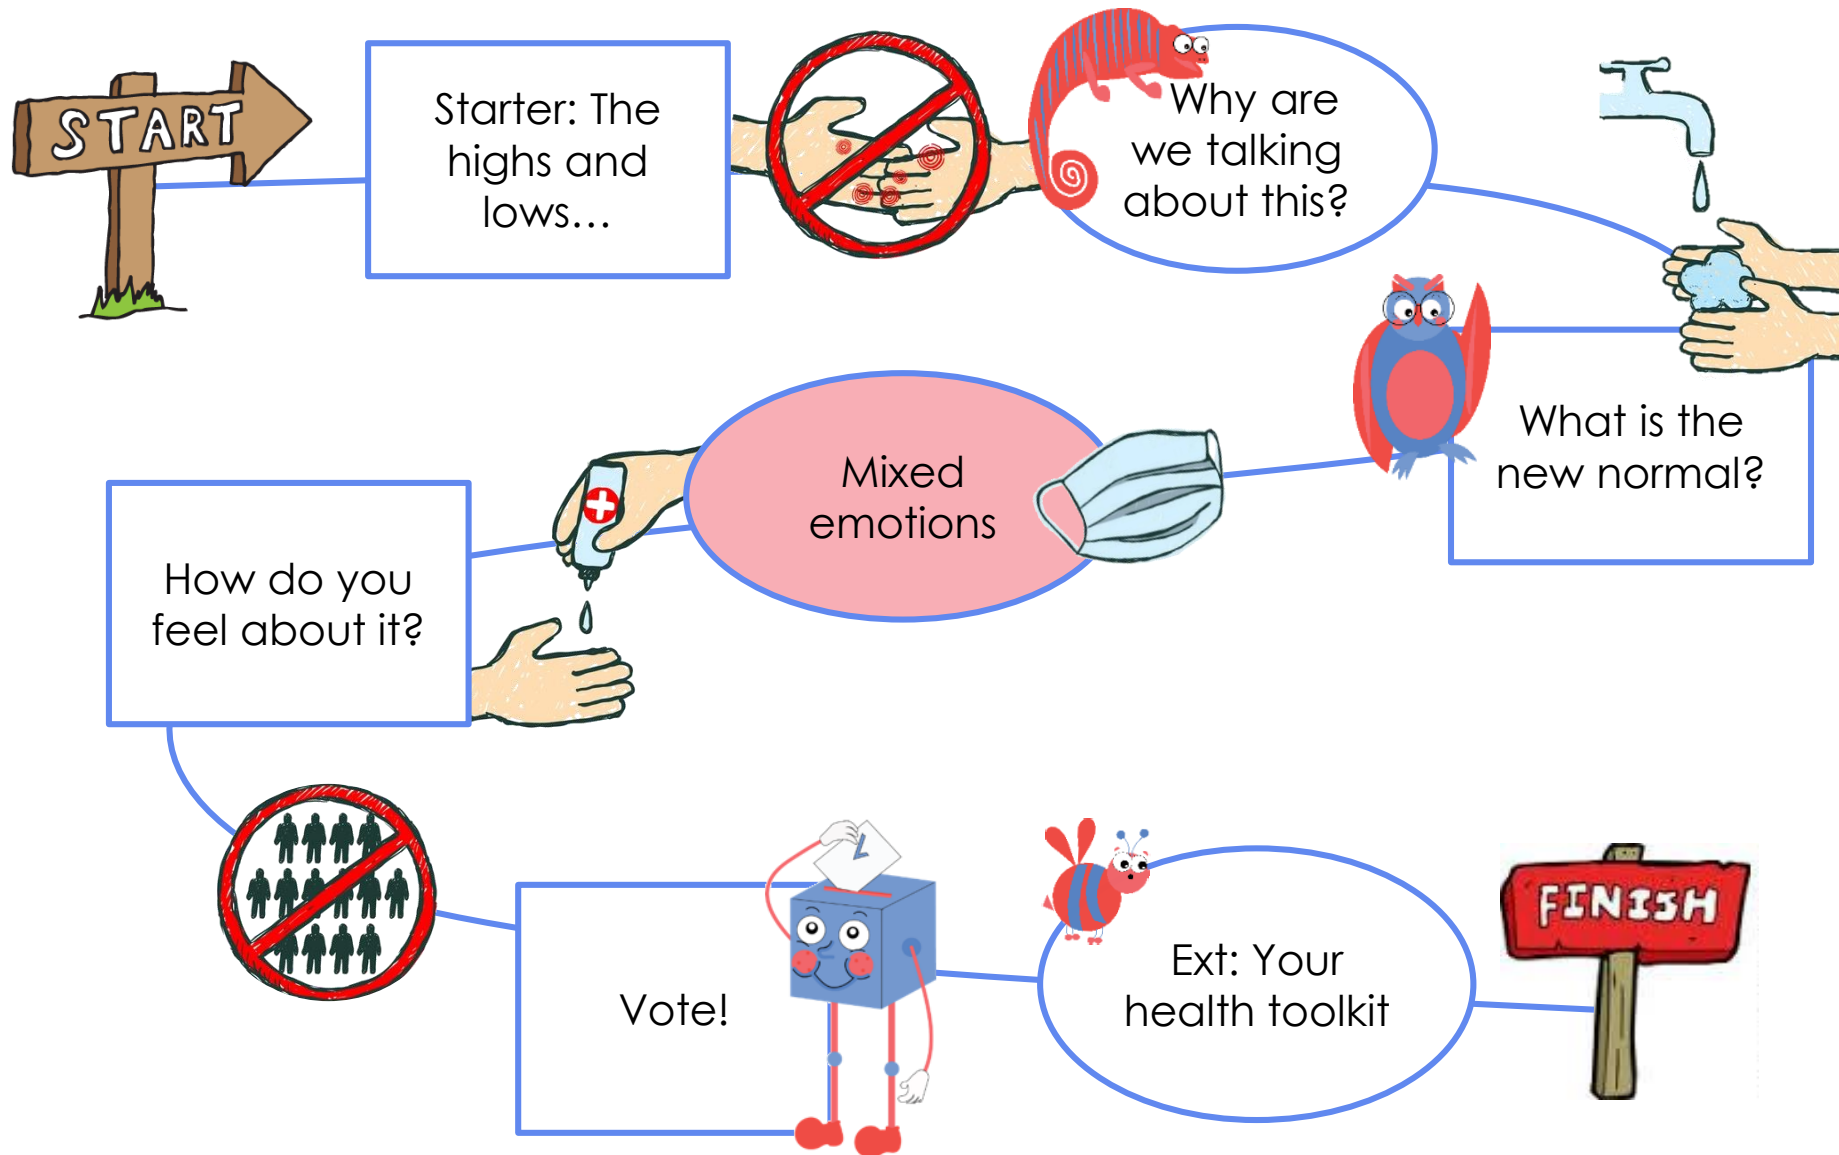 START
Starter: The
highs and
lows...
Why are
we talking
about this?
What is the
new normal?
Mixed
emotions
How do you
feel about it?
Vote!
Ext: Your
health toolkit
FINISH